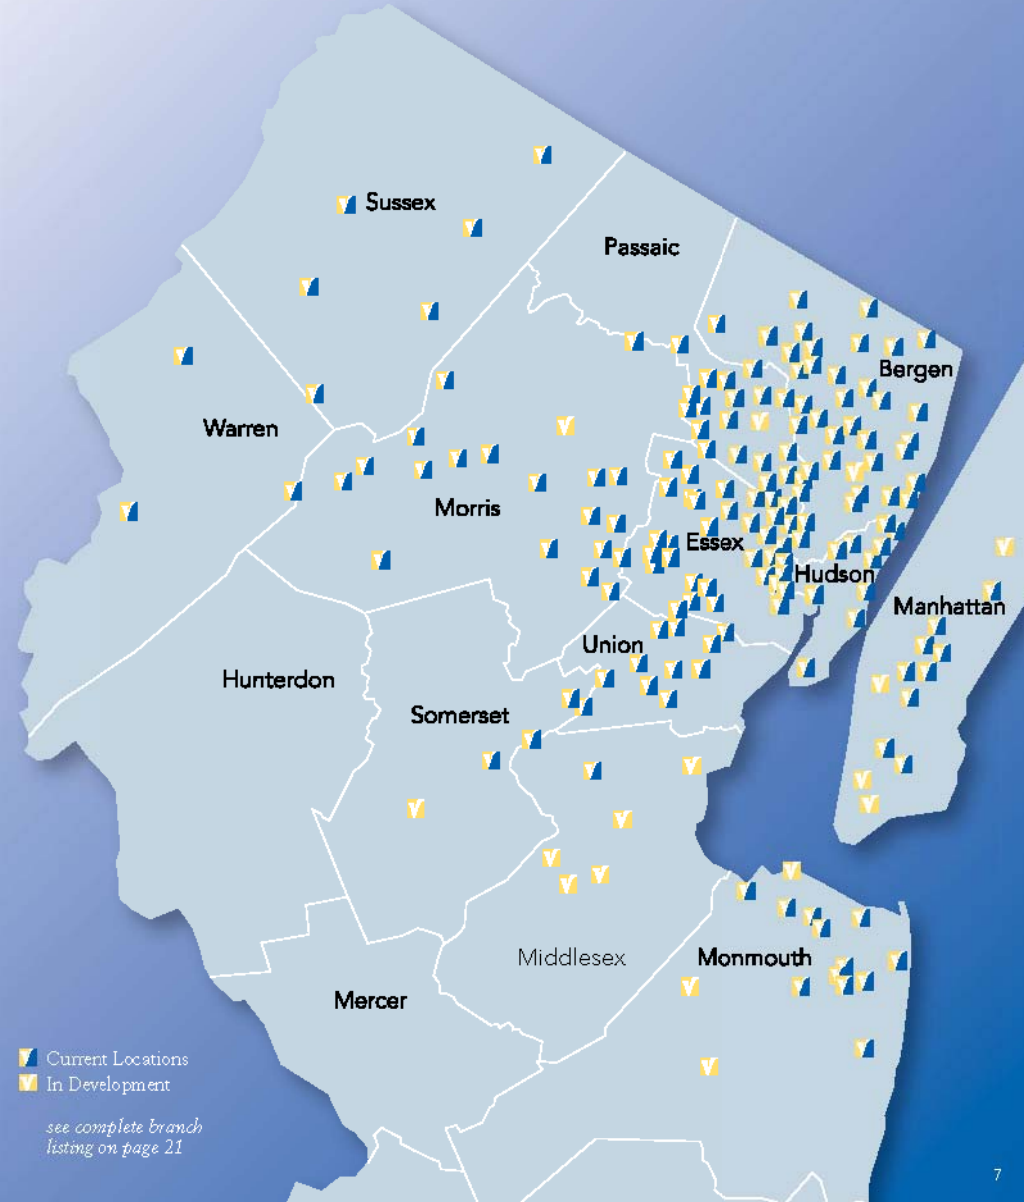 Sussex
Passaic
Bergen
Warren
Morris
Essex
Hudson
Manhattan
Union
Hunterdon
Somerset
Middlesex
Monmouth
Mercer
Current Locations
In Development
see complete branch
listing on page 21
7